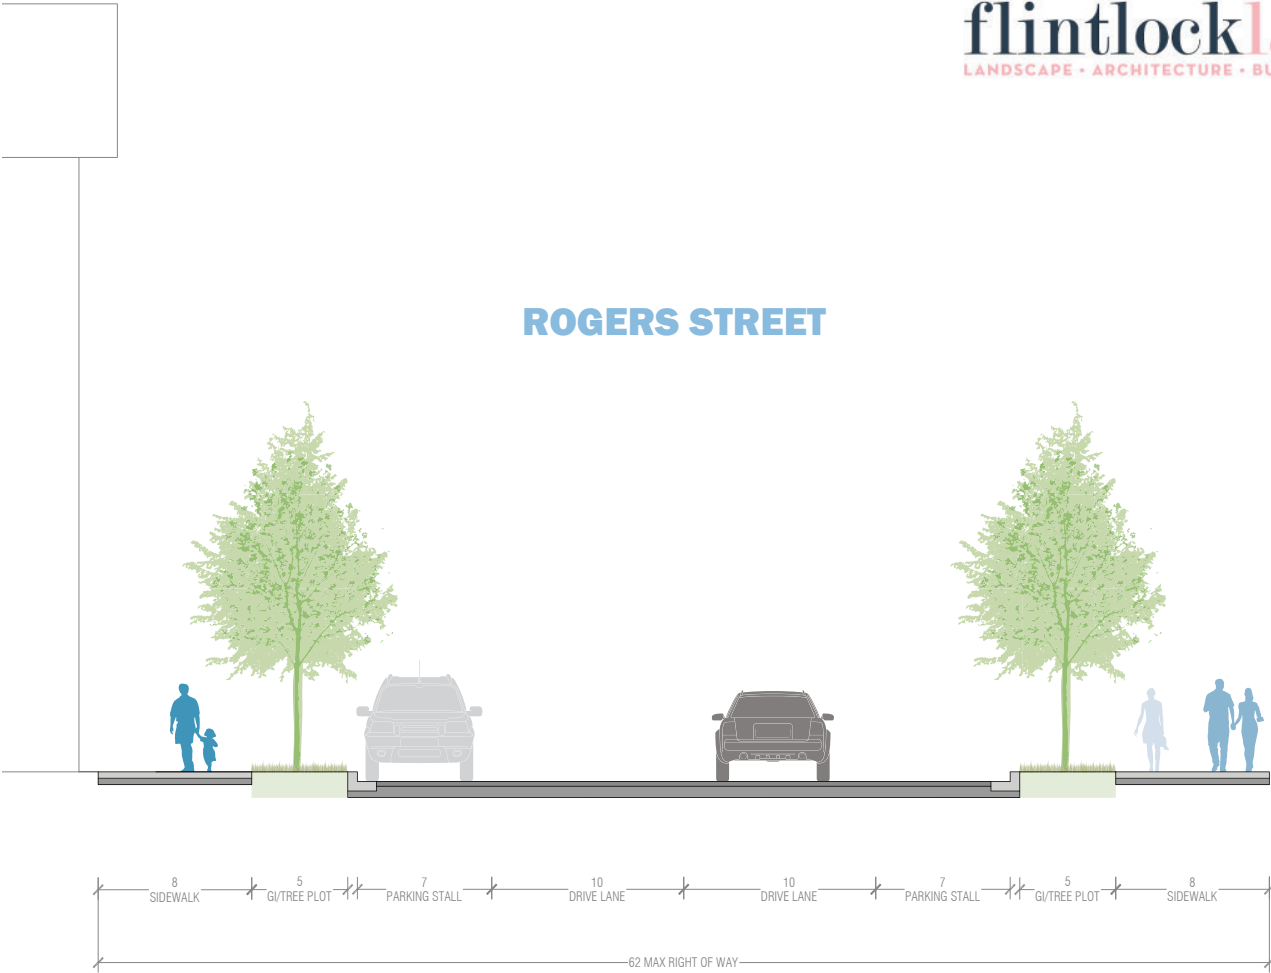 flintlock
LANDSCAPE • ARCHITECTURE •
ROGERS STREET
8 5 7 10 10 7 5 8
SIDEWALK GI/TREE PLOT PARKING STALL DRIVE LANE DRIVE LANE PARKING STALL GI/TREE PLOT SIDEWALK
62 MAX RIGHT OF WAY